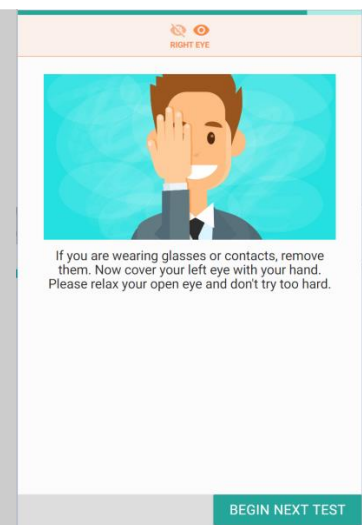 RIGHT EYE
If you are wearing glasses or contacts, remove
them. Now cover your left eye with your hand.
Please relax your open eye and don't try too hard.
BEGIN NEXT TEST